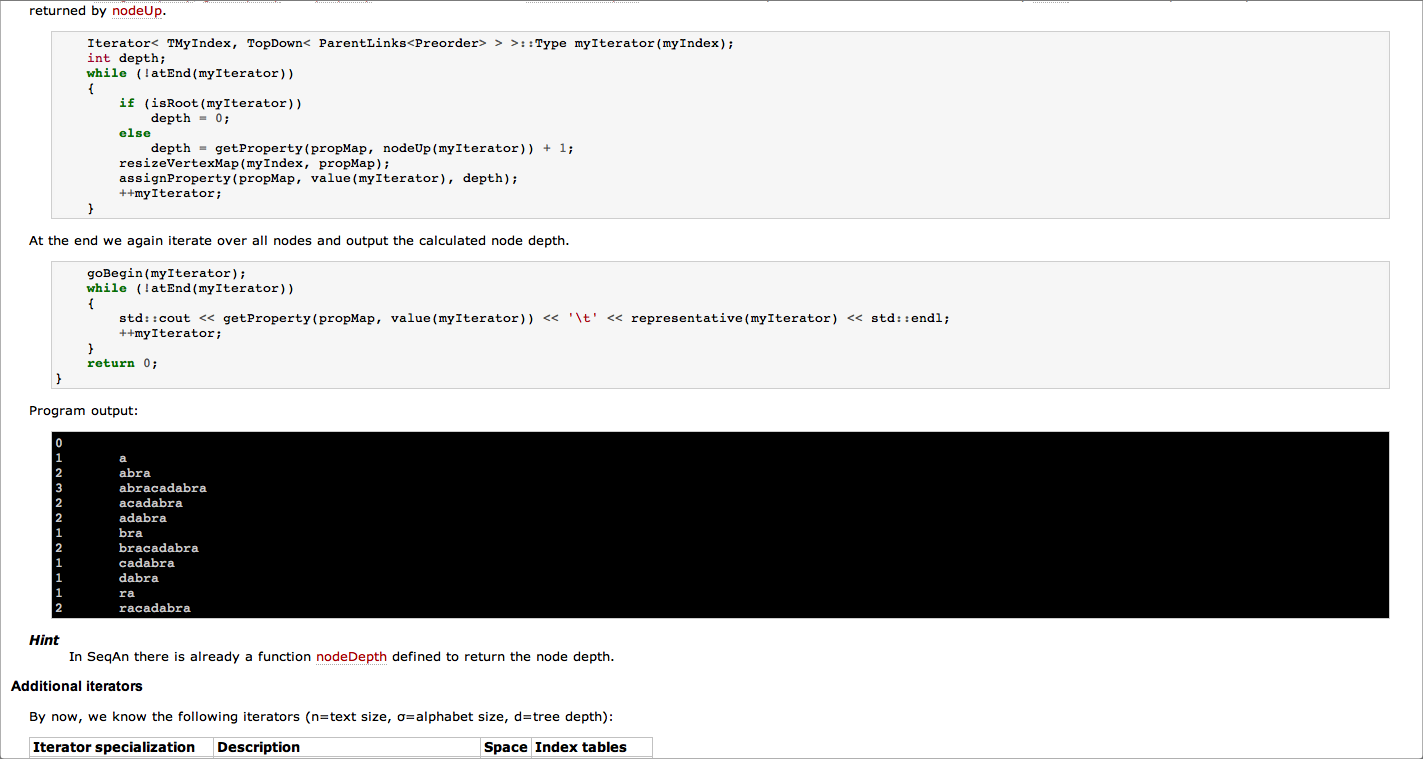 returned by nodeUp.
Iterator< TMyIndex, TopDown< ParentLinks<Preorder> > >::Type myIterator(myIndex);
int depth;
while (!atEnd(myIterator))
{
if (isRoot(myIterator))
depth = 0;
else
depth = getProperty(propMap, nodeUp(myIterator)) + 1;
resizeVertexMap(myIndex, propMap);
assignProperty(propMap, value(myIterator), depth);
++myIterator;
}
At the end we again iterate over all nodes and output the calculated node depth.
goBegin(myIterator);
while (!atEnd(myIterator))
{
std::cout << getProperty(propMap, value(myIterator)) << '\t' << representative(myIterator) << std::endl;
++myIterator;
}
return 0;
}
Program output:
0
1 a
2 abra
3 abracadabra
2 acadabra
2 adabra
1 bra
2 bracadabra
1 cadabra
1 dabra
1 ra
2 racadabra
Hint
In SeqAn there is already a function nodeDepth defined to return the node depth.
Additional iterators
By now, we know the following iterators (n=text size, σ=alphabet size, d=tree depth):
Iterator specialization Description Space Index tables